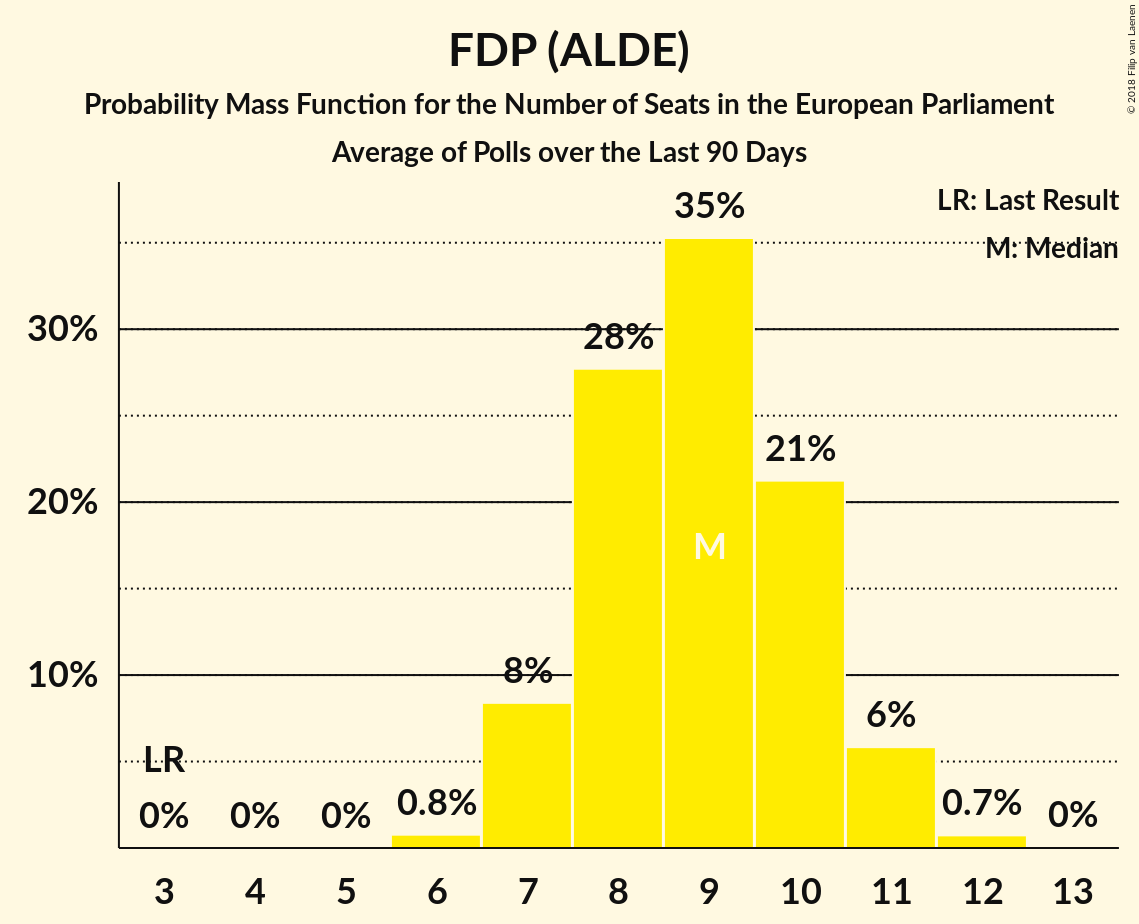 FDP (ALDE)
Probability Mass Function for the Number of Seats in the European Parliament
Average of Polls over the Last 90 Days
© 2018 Filip van Laenen
LR: Last Result
M: Median
35%
30%
28%
21%
20%
M
10%
8%
6%
LR
0%
0%
0%
0.8%
0.7%
0%
3 4 5 6 7 8 9 10 11 12 13